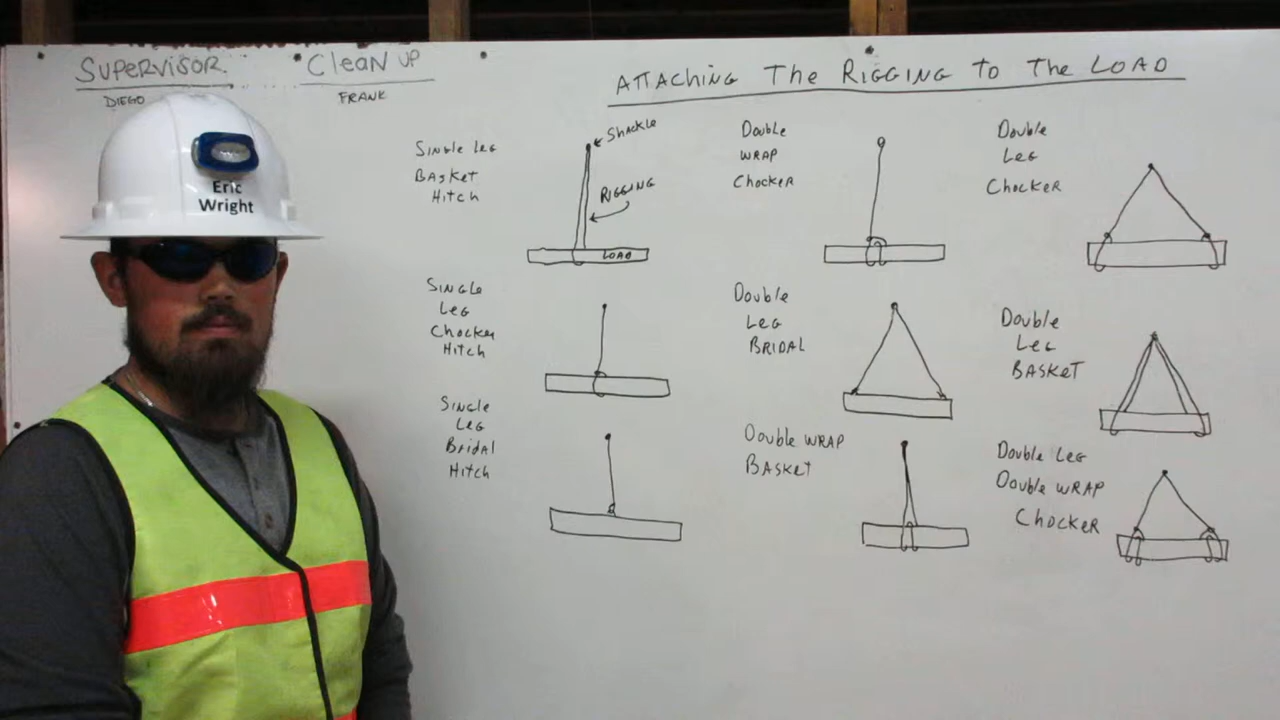 Supervisor.
DIEGO
Clean up
FRANK
Attaching The Rigging to The Load
Single Leg
Basket
Hitch
Shackle
Rigging
LOAD
Double
WRAP
Chocker
Double
Leg
Chocker
Single
Leg
Chocker
Hitch
Double
Leg
BRIDAL
Double
Leg
BASKET
Single
Leg
Bridal
Hitch
Double WRAP
BASKET
Double Leg
Double WRAP
Chocker
Eric
Wright